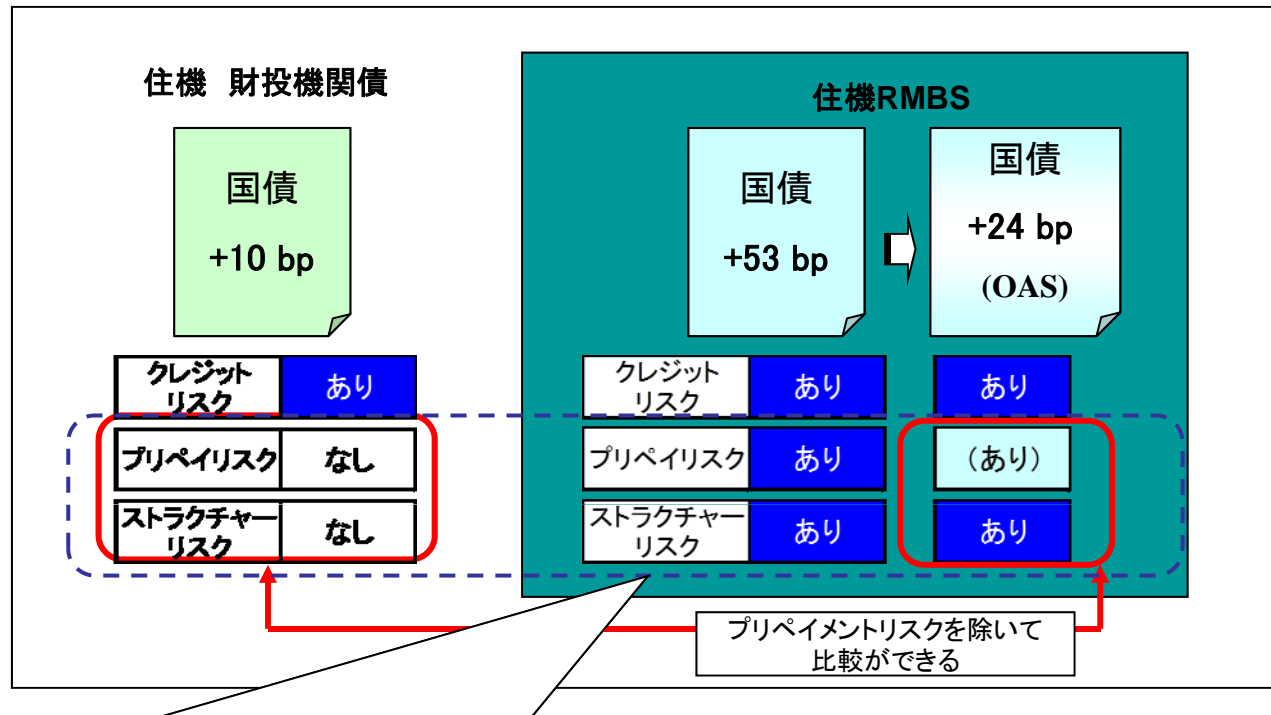 住機 財投機関債
国債
+10 bp
クレジット
リスク
あり
プリペイリスク
なし
ストラクチャー
リスク
なし
住機RMBS
国債
+53 bp
国債
+24 bp
(OAS)
クレジット
リスク
あり
あり
プリペイリスク
あり
(あり)
ストラクチャー
リスク
あり
あり
プリペイメントリスクを除いて
比較ができる